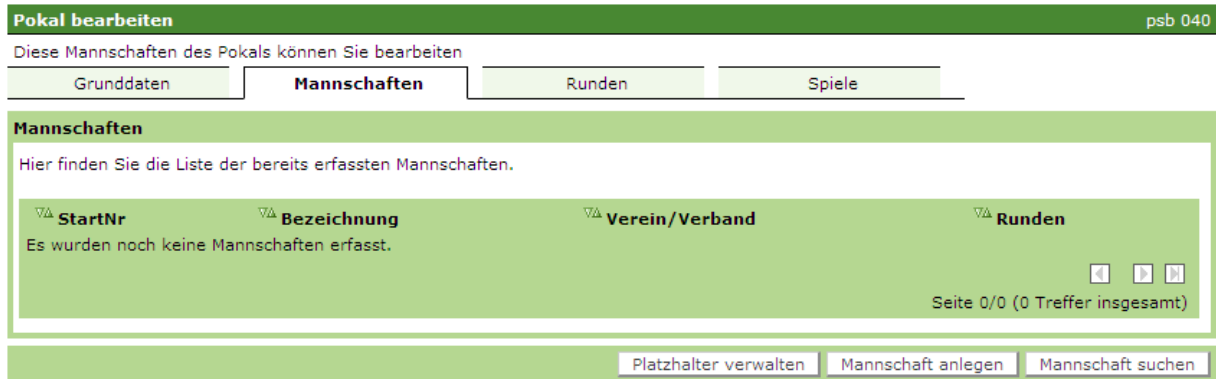 Pokal bearbeiten psb 040
Diese Mannschaften des Pokals können Sie bearbeiten
Grunddaten Mannschaften Runden Spiele
Mannschaften
Hier finden Sie die Liste der bereits erfassten Mannschaften.
StartNr Bezeichnung Verein/Verband Runden
Es wurden noch keine Mannschaften erfasst.
Seite 0/0 (0 Treffer insgesamt)
Platzhalter verwalten Mannschaft anlegen Mannschaft suchen